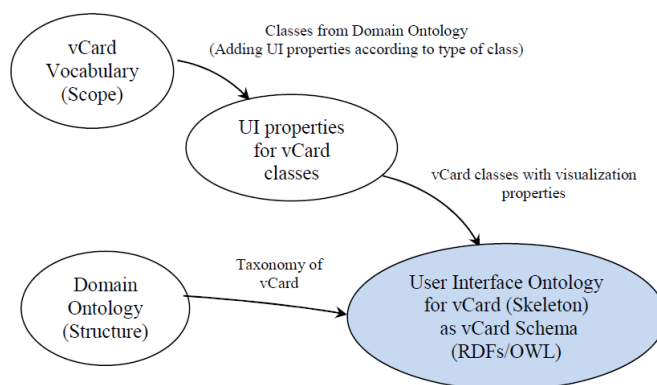 vCard
Vocabulary
(Scope)
Classes from Domain Ontology
(Adding UI properties according to type of class)
UI properties
for vCard
classes
vCard classes with visualization
properties
Domain
Ontology
(Structure)
Taxonomy of
vCard
User Interface Ontology
for vCard (Skeleton)
as vCard Schema
(RDFs/OWL)